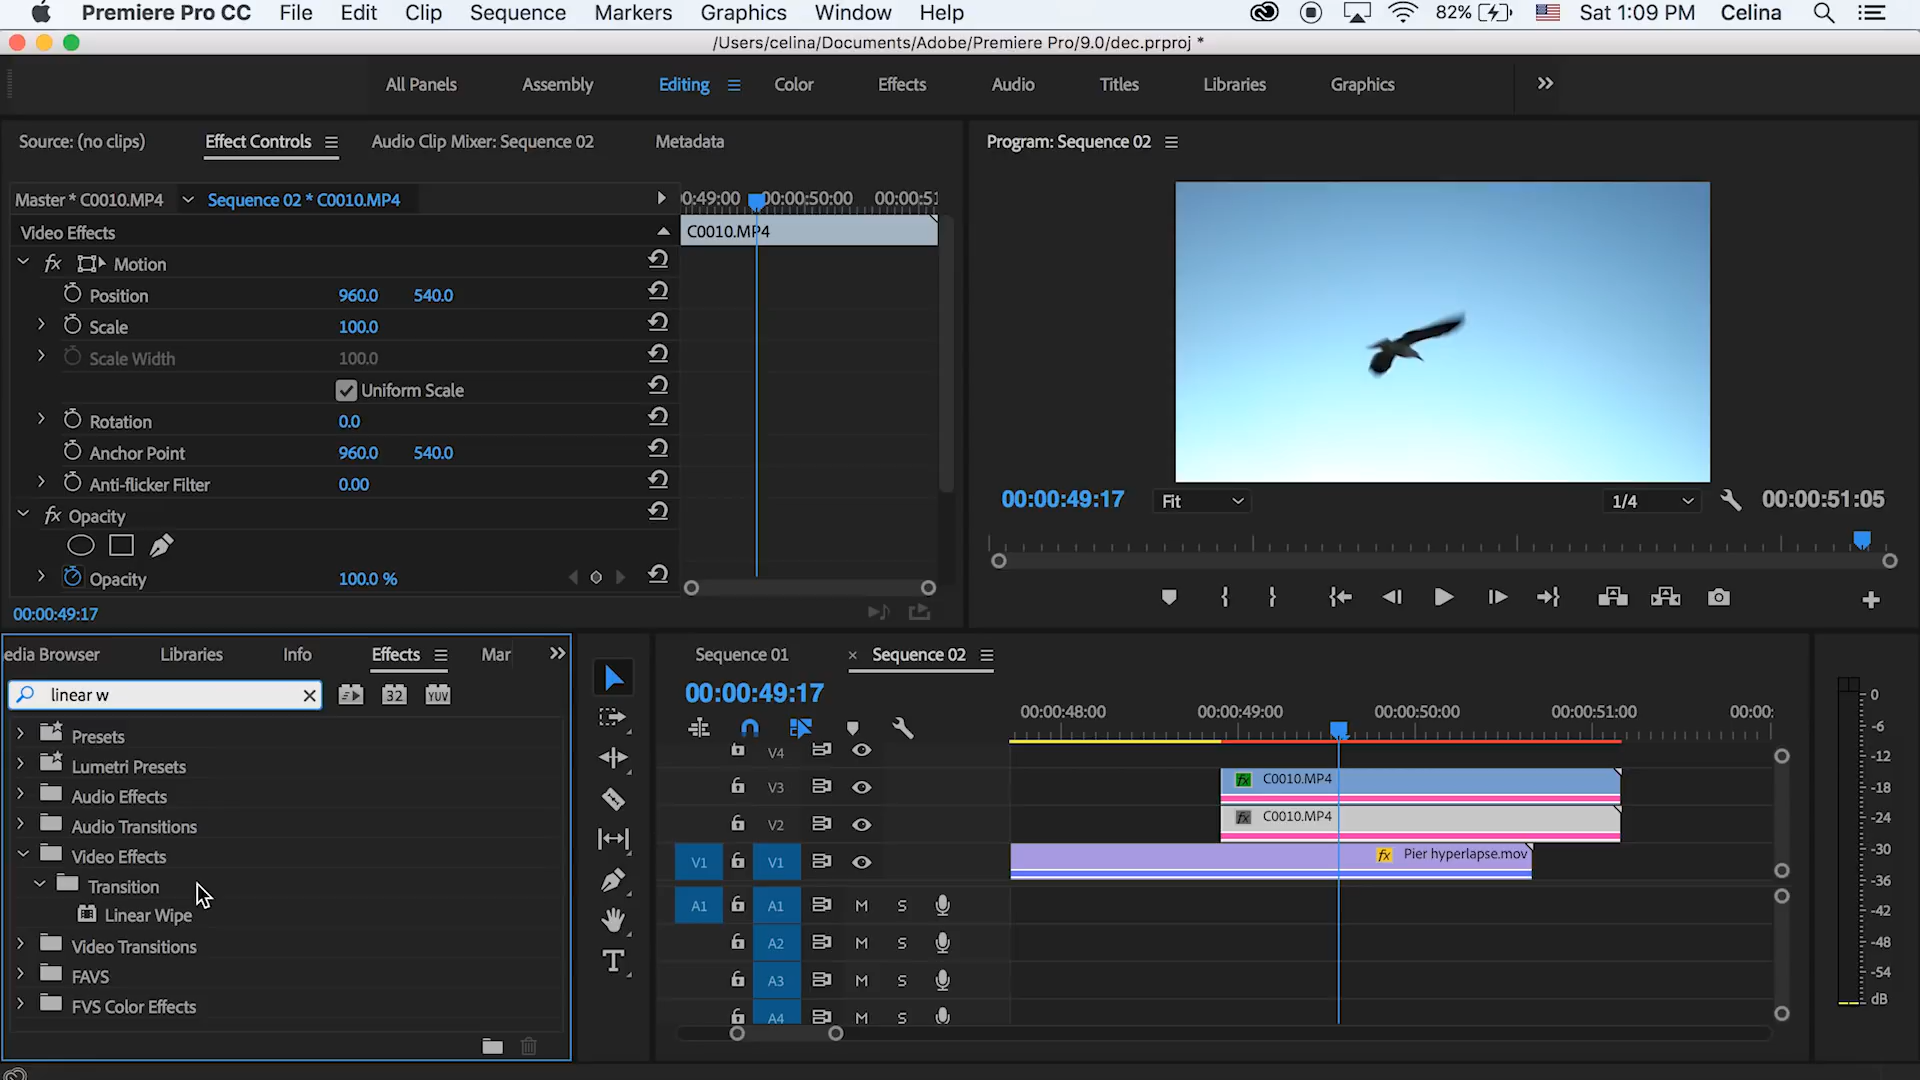 Premiere Pro CC File Edit Clip Sequence Markers Graphics Window Help 82% Sat 1:09 PM Celina
/Users/celina/Documents/Adobe/Premiere Pro/9.0/dec.prproj *
All Panels Assembly Editing Color Effects Audio Titles Libraries Graphics
Source: (no clips) Effect Controls Audio Clip Mixer: Sequence 02 Metadata
Program: Sequence 02
Master * C0010.MP4 Sequence 02 * C0010.MP4
0:49:00 00:00:50:00 00:00:51
Video Effects
C0010.MP4
fx Motion
Position 960.0 540.0
Scale 100.0
Scale Width 100.0
Uniform Scale
Rotation 0.0
Anchor Point 960.0 540.0
Anti-flicker Filter 0.00
fx Opacity
Opacity 100.0 %
00:00:49:17
00:00:49:17 Fit 1/4 00:00:51:05
edia Browser Libraries Info Effects Mar
linear w
32 YUV
Presets
Lumetri Presets
Audio Effects
Audio Transitions
Video Effects
Transition
Linear Wipe
Video Transitions
FAVS
FVS Color Effects
Sequence 01 × Sequence 02
00:00:49:17
00:00:48:00 00:00:49:00 00:00:50:00 00:00:51:00 00:00:
V4
V3 fx C0010.MP4
V2 fx C0010.MP4
V1 V1 fx Pier hyperlapse.mov
A1 A1 M S
A2 M S
A3 M S
A4 M S
T
0
-6
-12
-18
-24
-30
-36
-42
-48
-54
dB